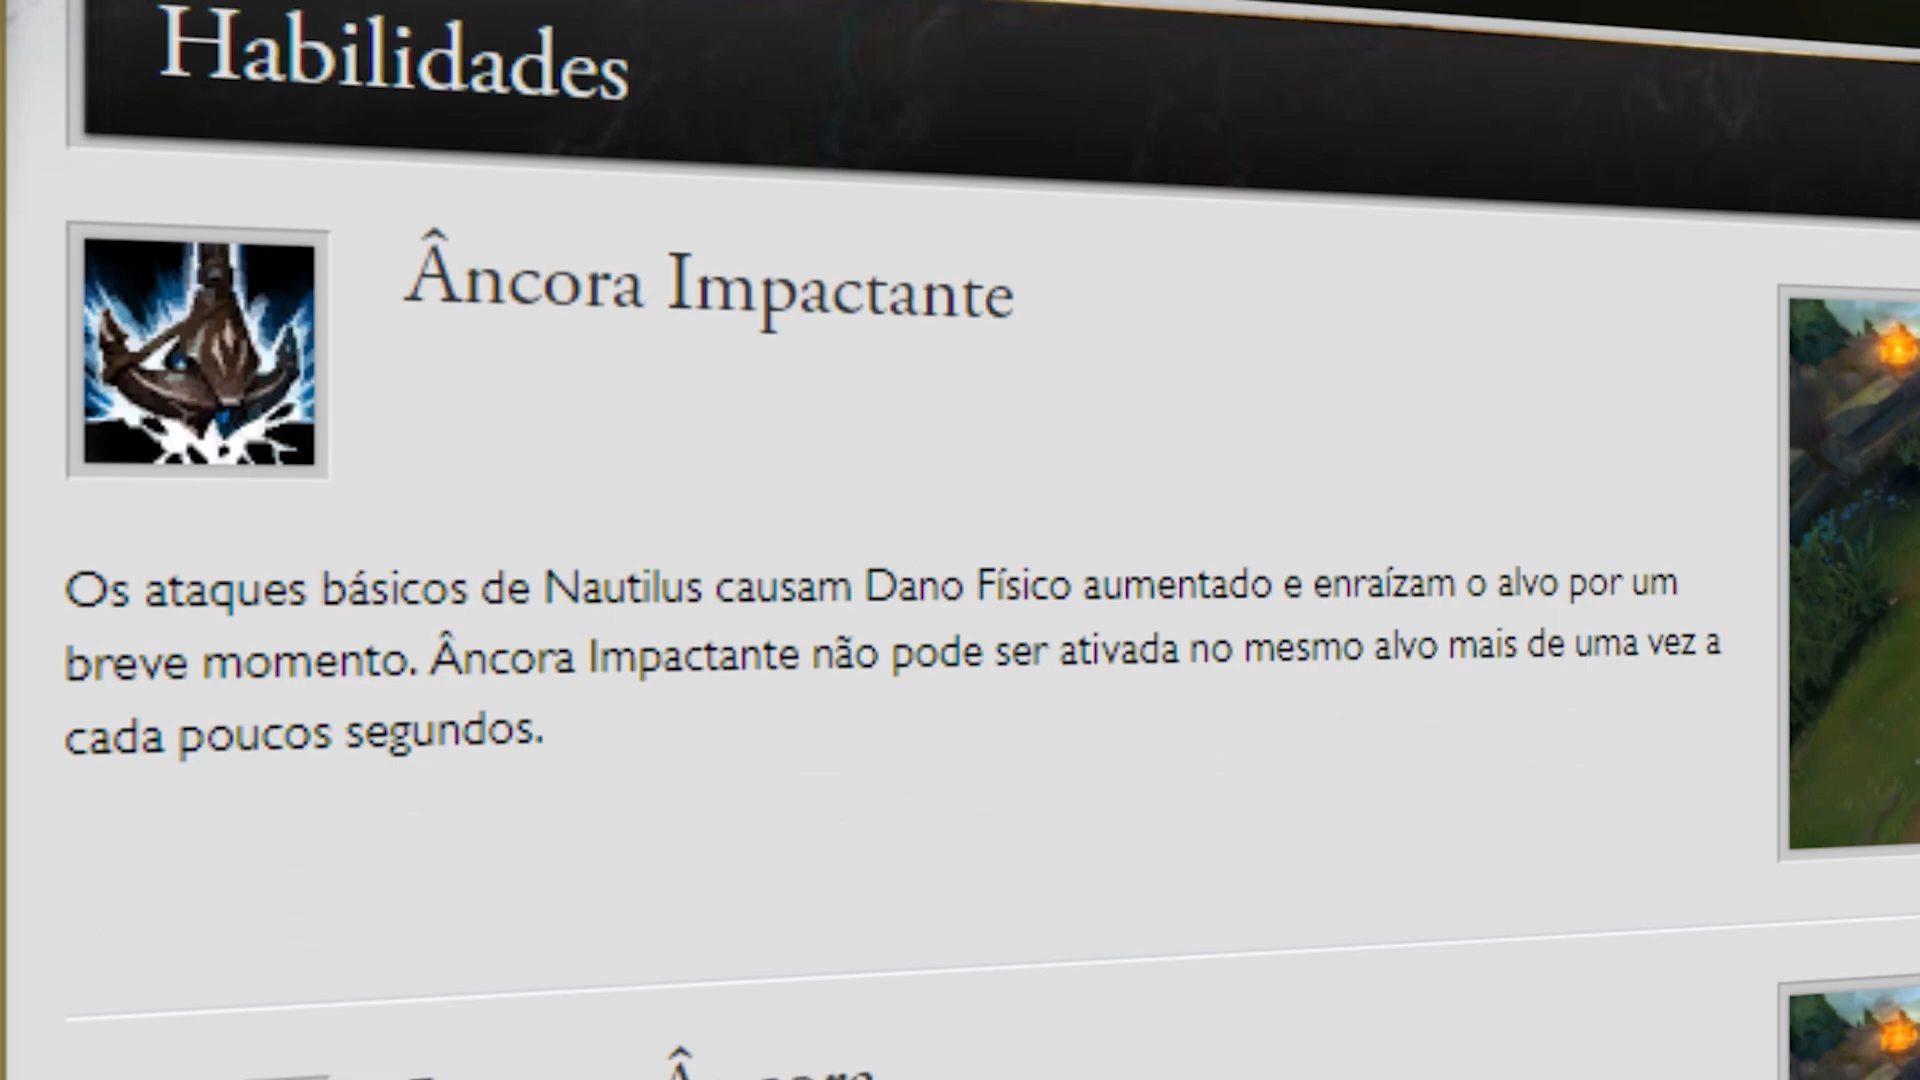 Habilidades
Âncora Impactante
Os ataques básicos de Nautilus causam Dano Físico aumentado e enraízam o alvo por um
breve momento. Âncora Impactante não pode ser ativada no mesmo alvo mais de uma vez a
cada poucos segundos.
Âncora